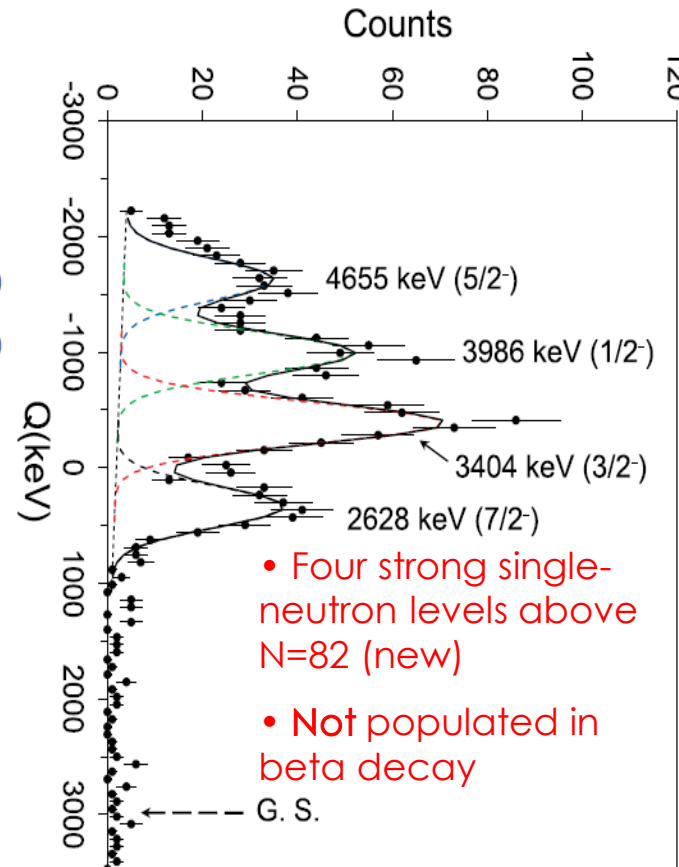 Counts
0
20
40
60
80
100
120
-3000
-2000
-1000
0
1000
2000
3000
Q(keV)
4655 keV (5/2⁻)
3986 keV (1/2⁻)
3404 keV (3/2⁻)
2628 keV (7/2⁻)
• Four strong single-
neutron levels above
N=82 (new)
• Not populated in
beta decay
G. S.